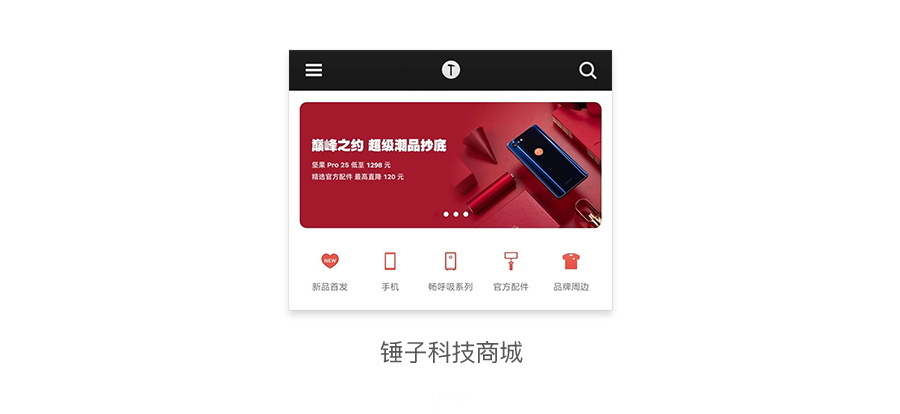 巅峰之约 超级潮品抄底
坚果 Pro 2S 低至 1298 元
精选官方配件 最高直降 120 元
NEW
新品首发 手机 畅呼吸系列 官方配件 品牌周边
锤子科技商城